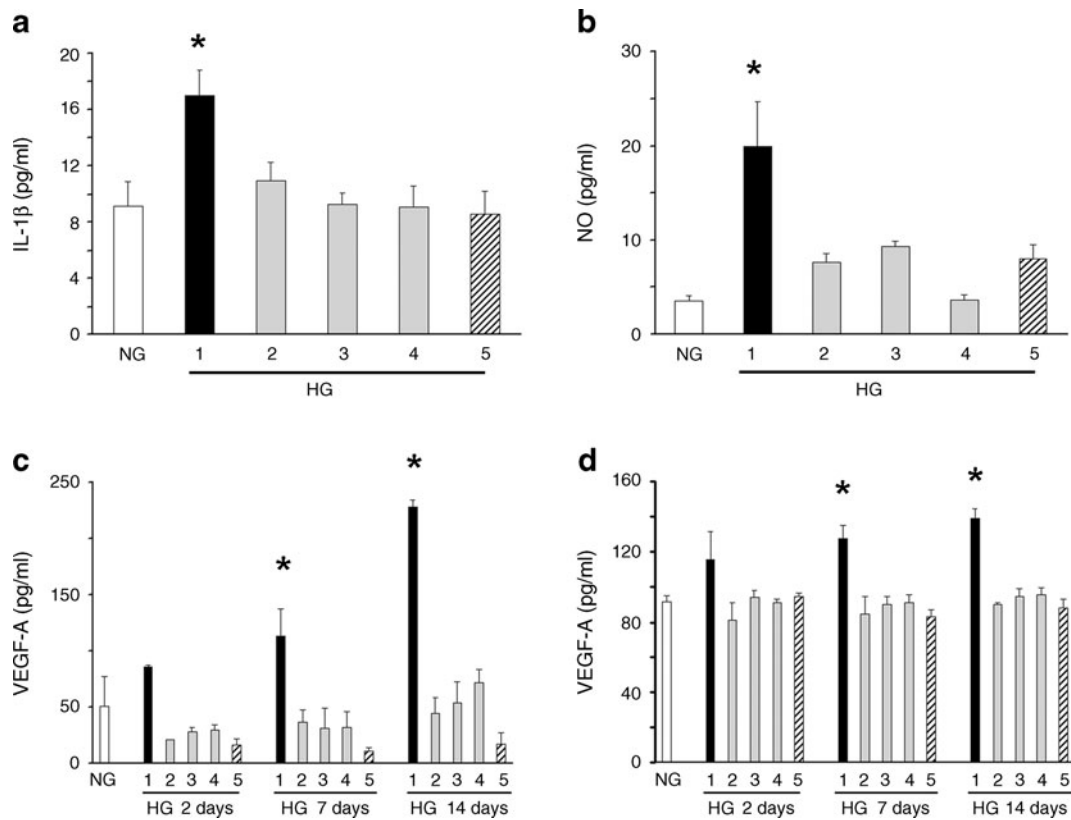 a
*
20
16
12
8
4
0
IL-1β (pg/ml)
NG 1 2 3 4 5
HG
b
*
30
20
10
0
NO (pg/ml)
NG 1 2 3 4 5
HG
c
*
*
250
150
50
0
VEGF-A (pg/ml)
NG 1 2 3 4 5 1 2 3 4 5 1 2 3 4 5
HG 2 days HG 7 days HG 14 days
d
*
*
160
120
80
40
0
VEGF-A (pg/ml)
NG 1 2 3 4 5 1 2 3 4 5 1 2 3 4 5
HG 2 days HG 7 days HG 14 days